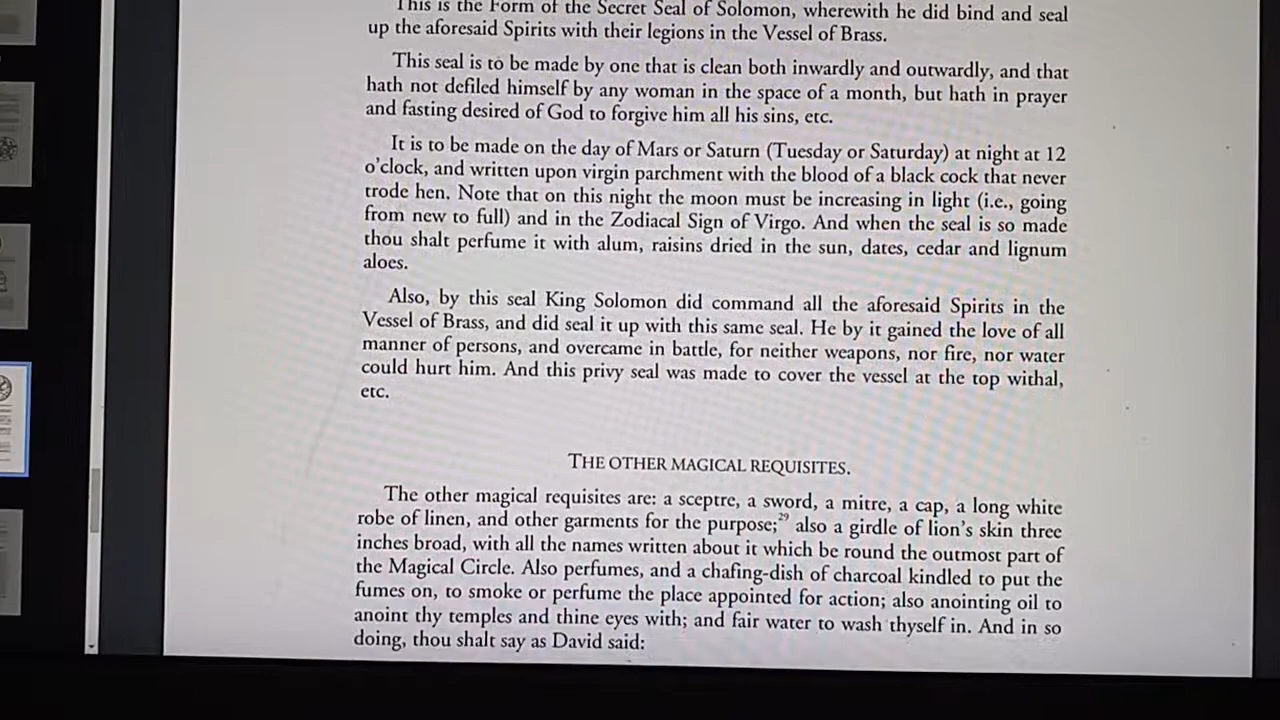 This is the Form of the Secret Seal of Solomon, wherewith he did bind and seal
up the aforesaid Spirits with their legions in the Vessel of Brass.
This seal is to be made by one that is clean both inwardly and outwardly, and that
hath not defiled himself by any woman in the space of a month, but hath in prayer
and fasting desired of God to forgive him all his sins, etc.
It is to be made on the day of Mars or Saturn (Tuesday or Saturday) at night at 12
o'clock, and written upon virgin parchment with the blood of a black cock that never
trode hen. Note that on this night the moon must be increasing in light (i.e., going
from new to full) and in the Zodiacal Sign of Virgo. And when the seal is so made
thou shalt perfume it with alum, raisins dried in the sun, dates, cedar and lignum
aloes.
Also, by this seal King Solomon did command all the aforesaid Spirits in the
Vessel of Brass, and did seal it up with this same seal. He by it gained the love of all
manner of persons, and overcame in battle, for neither weapons, nor fire, nor water
could hurt him. And this privy seal was made to cover the vessel at the top withal,
etc.
THE OTHER MAGICAL REQUISITES.
The other magical requisites are: a sceptre, a sword, a mitre, a cap, a long white
robe of linen, and other garments for the purpose;29 also a girdle of lion's skin three
inches broad, with all the names written about it which be round the outmost part of
the Magical Circle. Also perfumes, and a chafing-dish of charcoal kindled to put the
fumes on, to smoke or perfume the place appointed for action; also anointing oil to
anoint thy temples and thine eyes with; and fair water to wash thyself in. And in so
doing, thou shalt say as David said: